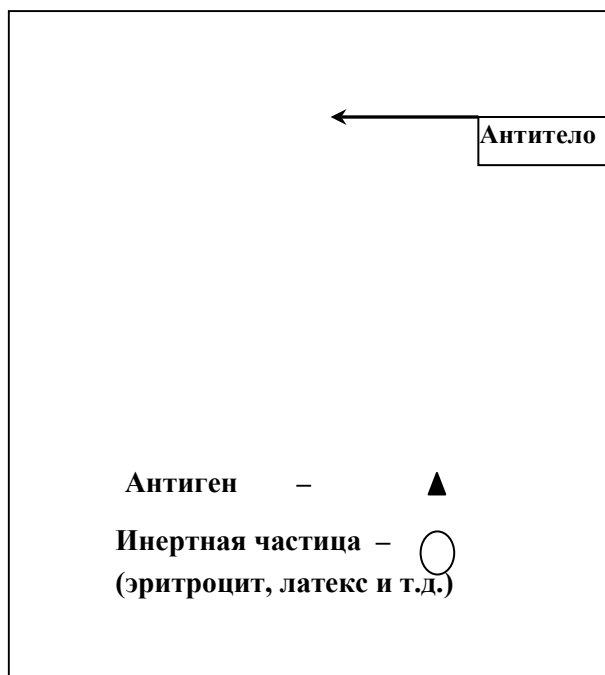 Антитело
Антиген –
Инертная частица –
(эритроцит, латекс и т.д.)